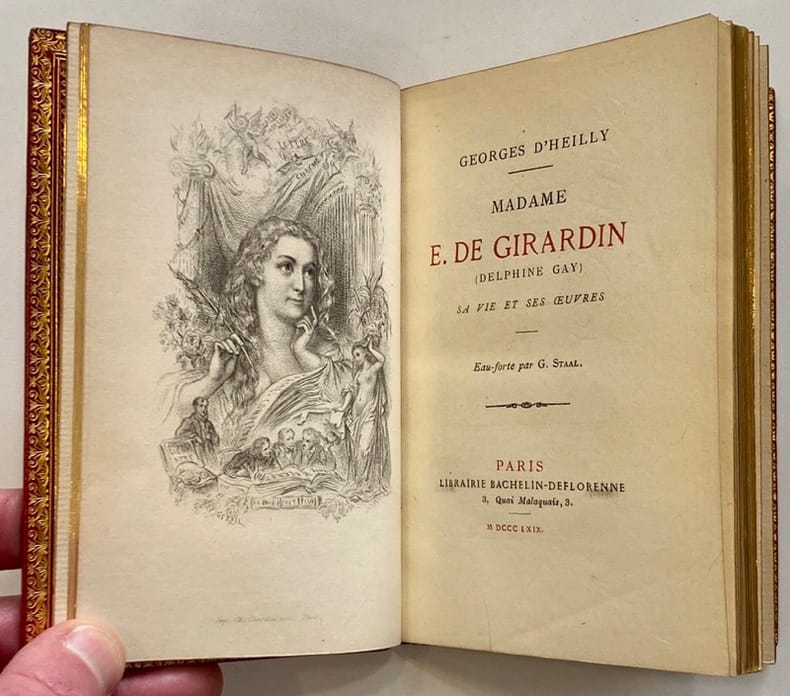 LETTRE
GEORGES D'HEILLY
MADAME
E. DE GIRARDIN
(DELPHINE GAY)
SA VIE ET SES ŒUVRES
Eau-forte par G. STAAL.
PARIS
LIBRAIRIE BACHELIN-DEFLORENNE
3, Quai Malaquais, 3.
M DCCC LXIX.